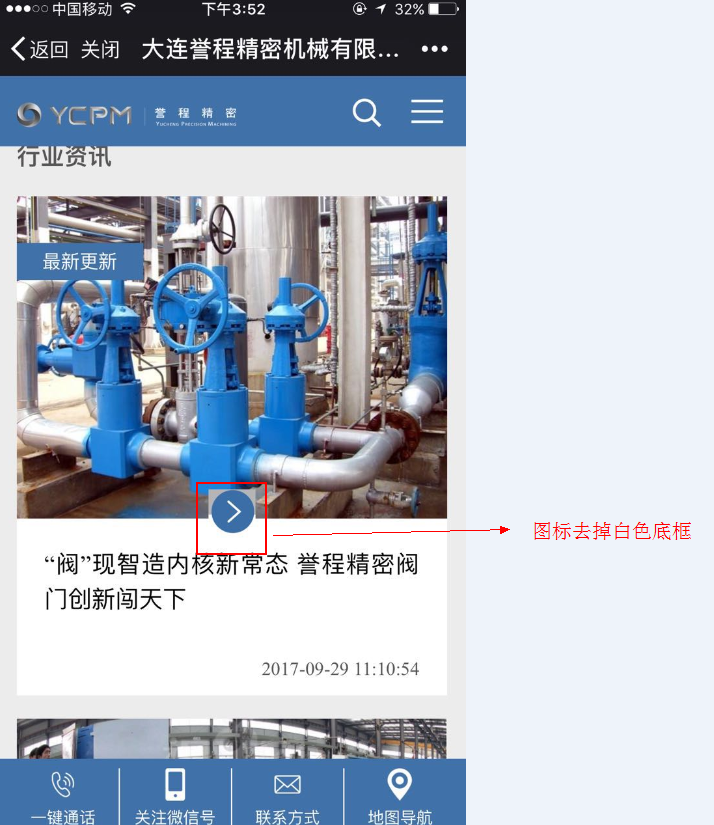 中国移动 下午3:52 32%
返回 关闭 大连誉程精密机械有限...
YCPM 誉程精密
YUCHENG PRECISION MACHINING
行业资讯
最新更新
图标去掉白色底框
“阀”现智造内核新常态 誉程精密阀
门创新闯天下
2017-09-29 11:10:54
一键通话 关注微信号 联系方式 地图导航